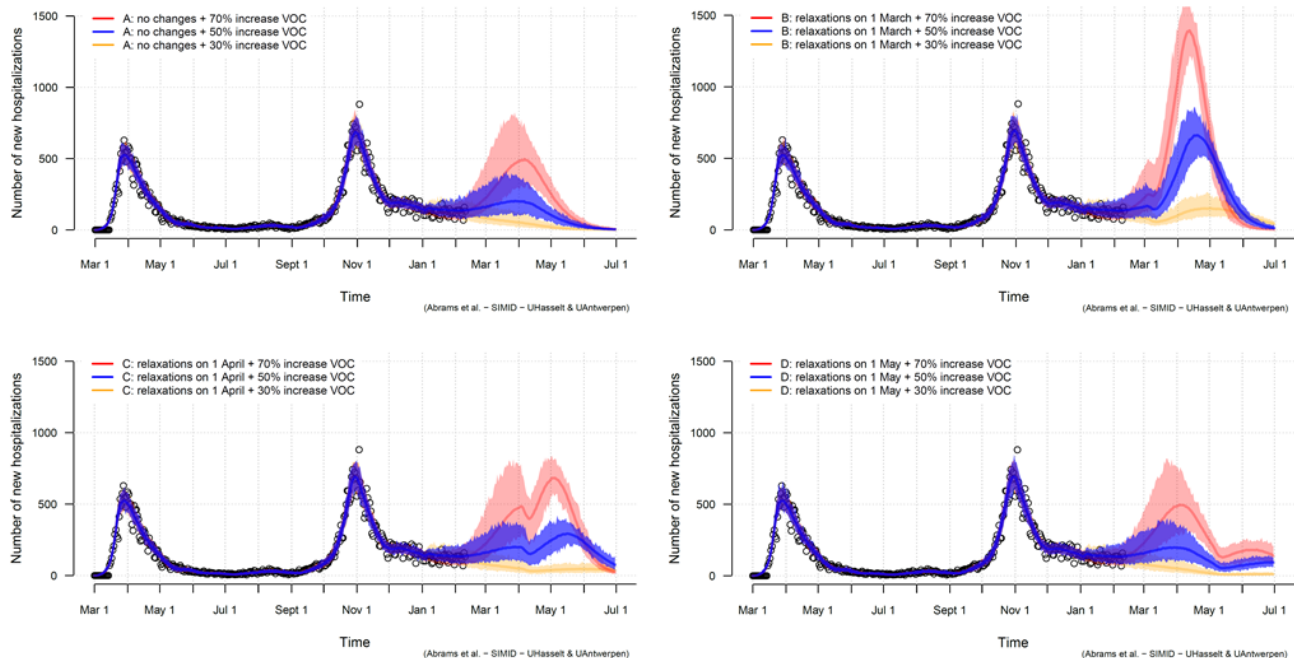 1500
1000
500
0
Number of new hospitalizations
A: no changes + 70% increase VOC
A: no changes + 50% increase VOC
A: no changes + 30% increase VOC
Mar 1 May 1 Jul 1 Sept 1 Nov 1 Jan 1 Mar 1 May 1 Jul 1
Time
(Abrams et al. − SIMID − UHasselt & UAntwerpen)
1500
1000
500
0
Number of new hospitalizations
B: relaxations on 1 March + 70% increase VOC
B: relaxations on 1 March + 50% increase VOC
B: relaxations on 1 March + 30% increase VOC
Mar 1 May 1 Jul 1 Sept 1 Nov 1 Jan 1 Mar 1 May 1 Jul 1
Time
(Abrams et al. − SIMID − UHasselt & UAntwerpen)
1500
1000
500
0
Number of new hospitalizations
C: relaxations on 1 April + 70% increase VOC
C: relaxations on 1 April + 50% increase VOC
C: relaxations on 1 April + 30% increase VOC
Mar 1 May 1 Jul 1 Sept 1 Nov 1 Jan 1 Mar 1 May 1 Jul 1
Time
(Abrams et al. − SIMID − UHasselt & UAntwerpen)
1500
1000
500
0
Number of new hospitalizations
D: relaxations on 1 May + 70% increase VOC
D: relaxations on 1 May + 50% increase VOC
D: relaxations on 1 May + 30% increase VOC
Mar 1 May 1 Jul 1 Sept 1 Nov 1 Jan 1 Mar 1 May 1 Jul 1
Time
(Abrams et al. − SIMID − UHasselt & UAntwerpen)